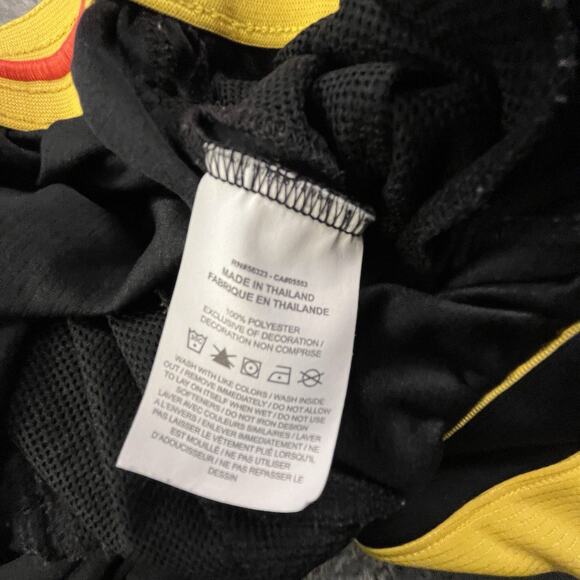 RN#56323 - CA#05553
MADE IN THAILAND
FABRIQUE EN THAILANDE
100% POLYESTER
EXCLUSIVE OF DECORATION /
DECORATION NON COMPRISE
WASH WITH LIKE COLORS / WASH INSIDE
OUT / REMOVE IMMEDIATELY / DO NOT ALLOW
TO LAY ON ITSELF WHEN WET / DO NOT USE
SOFTENERS / DO NOT IRON DESIGN
LAVER AVEC COULEURS SIMILAIRES / LAVER
A L'ENVERS / ENLEVER IMMEDIATEMENT / NE
PAS LAISSER LE VÊTEMENT PLIÉ LORSQU'IL
EST MOUILLÉ / NE PAS UTILISER
D'ADOUCISSEUR / NE PAS REPASSER LE
DESSIN